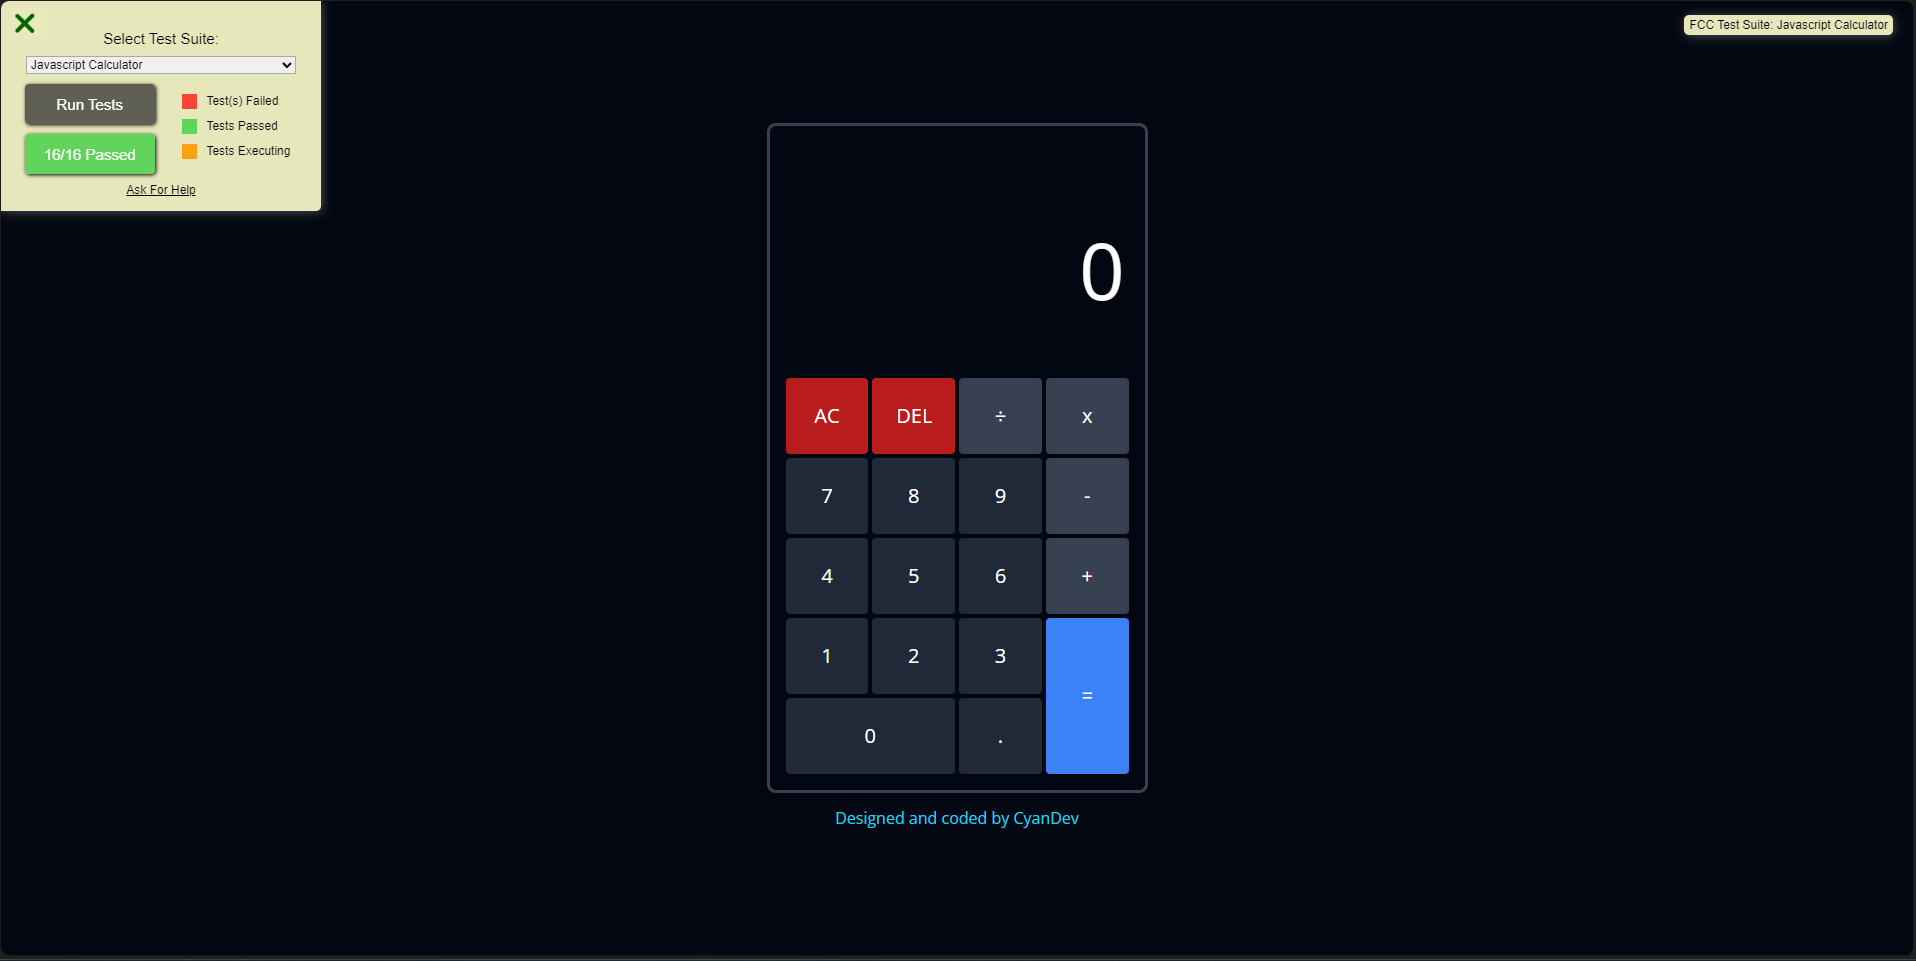 Select Test Suite:
Javascript Calculator
Run Tests
16/16 Passed
Test(s) Failed
Tests Passed
Tests Executing
Ask For Help
FCC Test Suite: Javascript Calculator
0
AC DEL ÷ x
7 8 9 -
4 5 6 +
1 2 3 =
0 .
Designed and coded by CyanDev